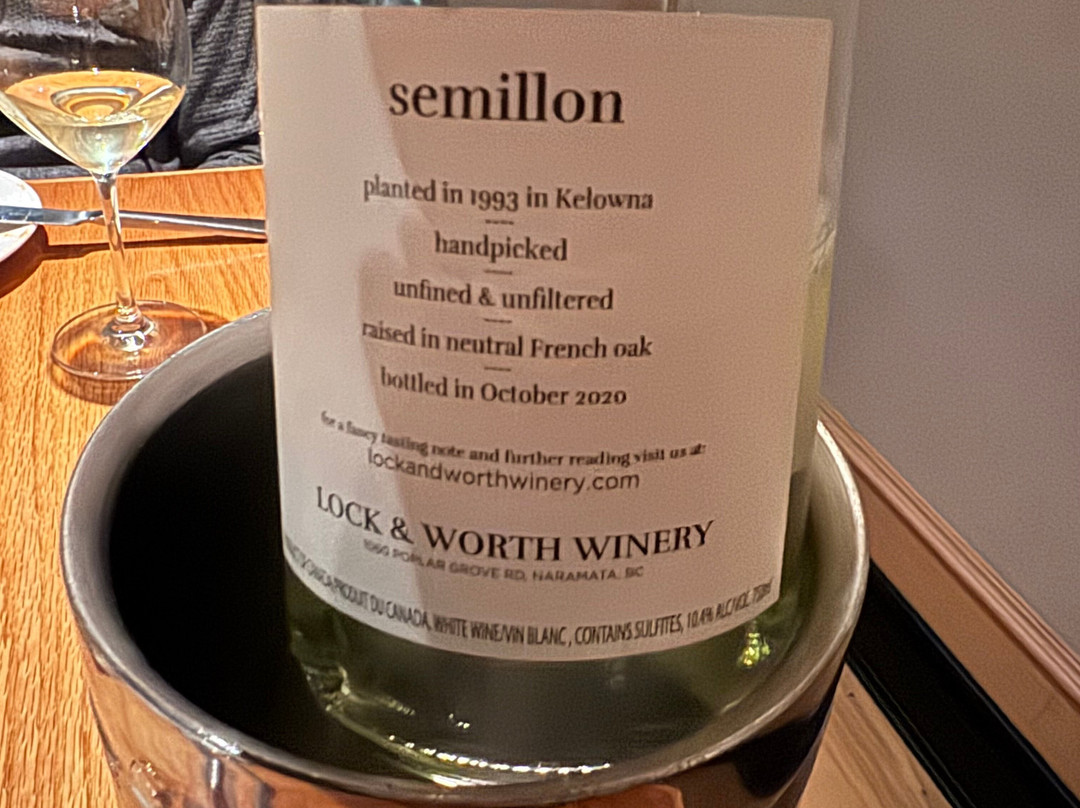 semillon
planted in 1993 in Kelowna
handpicked
unfined & unfiltered
raised in neutral French oak
bottled in October 2020
for a fancy tasting note and further reading visit us at:
lockandworthwinery.com
LOCK & WORTH WINERY
1060 POPLAR GROVE RD, NARAMATA, BC
PRODUIT DU CANADA, WHITE WINE/VIN BLANC, CONTAINS SULFITES, 10.4% ALC/VOL, 750ml